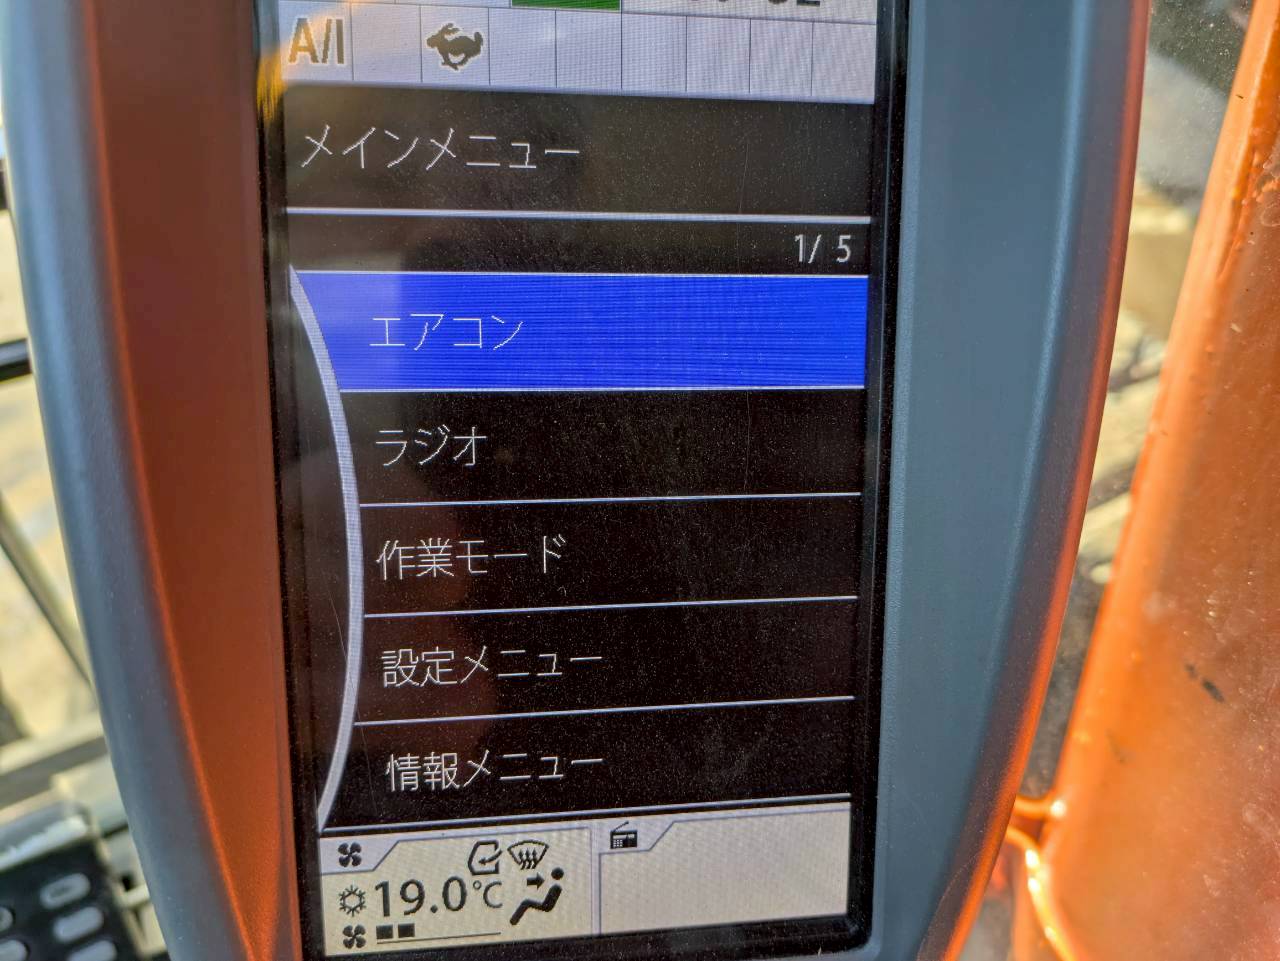 A/I
メインメニュー
1/ 5
エアコン
ラジオ
作業モード
設定メニュー
情報メニュー
19.0℃